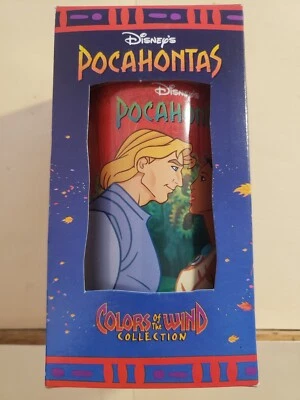 Disney's
POCAHONTAS
Disney's
POCAHON
COLORS OF THE WIND
COLLECTION